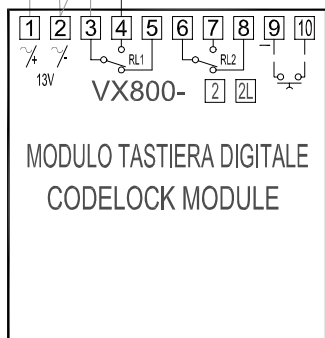 1 2 3 4 5 6 7 8 9 10
~/+ ~/- RL1 RL2 –
13V
VX800- 2 2L
MODULO TASTIERA DIGITALE
CODELOCK MODULE